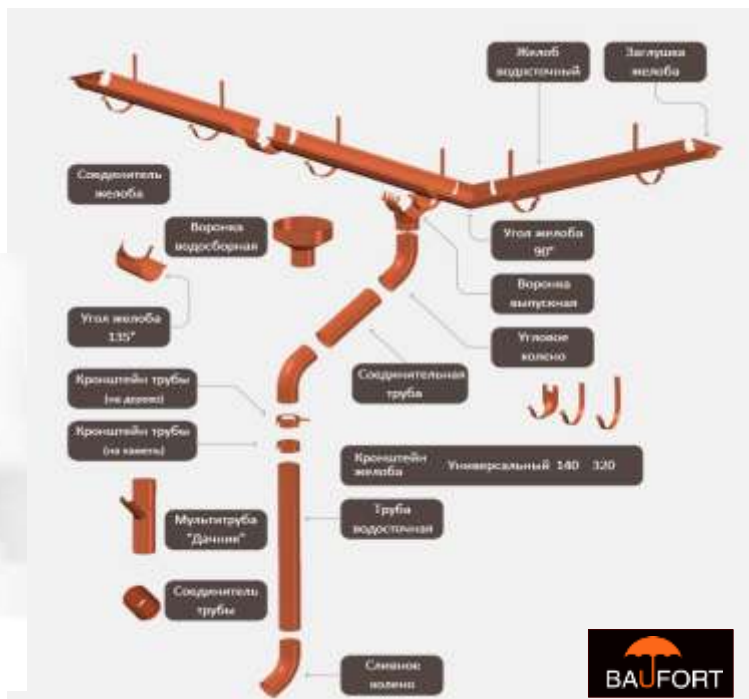 Желоб
водосточный
Заглушка
желоба
Соединитель
желоба
Воронка
водосборная
Угол желоба
90°
Воронка
выпускная
Угол желоба
135°
Угловое
колено
Кронштейн трубы
(на дерево)
Соединительная
труба
Кронштейн трубы
(на камень)
Кронштейн
желоба
Универсальный 140 320
Труба
водосточная
Мультитруба
"Дачник"
Соединитель
трубы
Сливное
колено
BAUFORT